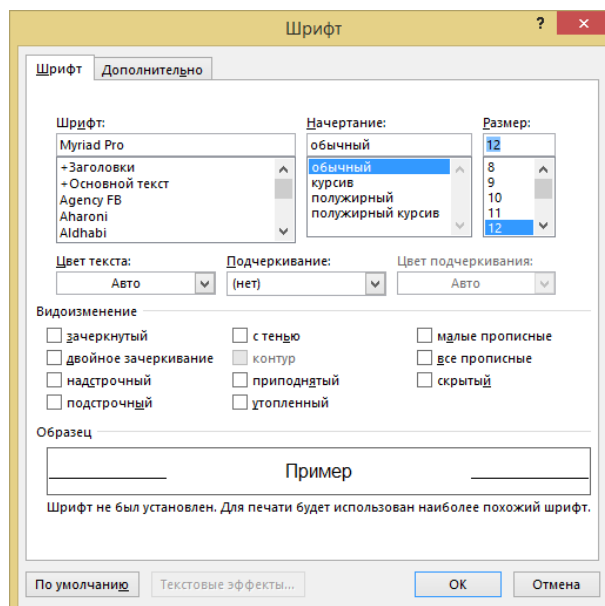 Шрифт ?
Шрифт Дополнительно
Шрифт: Начертание: Размер:
Myriad Pro обычный 12
+Заголовки обычный 8
+Основной текст курсив 9
Agency FB полужирный 10
Aharoni полужирный курсив 11
Aldhabi 12
Цвет текста: Подчеркивание: Цвет подчеркивания:
Авто (нет) Авто
Видоизменение
зачеркнутый с тенью малые прописные
двойное зачеркивание контур все прописные
надстрочный приподнятый скрытый
подстрочный утопленный
Образец
Пример
Шрифт не был установлен. Для печати будет использован наиболее похожий шрифт.
По умолчанию Текстовые эффекты... ОК Отмена